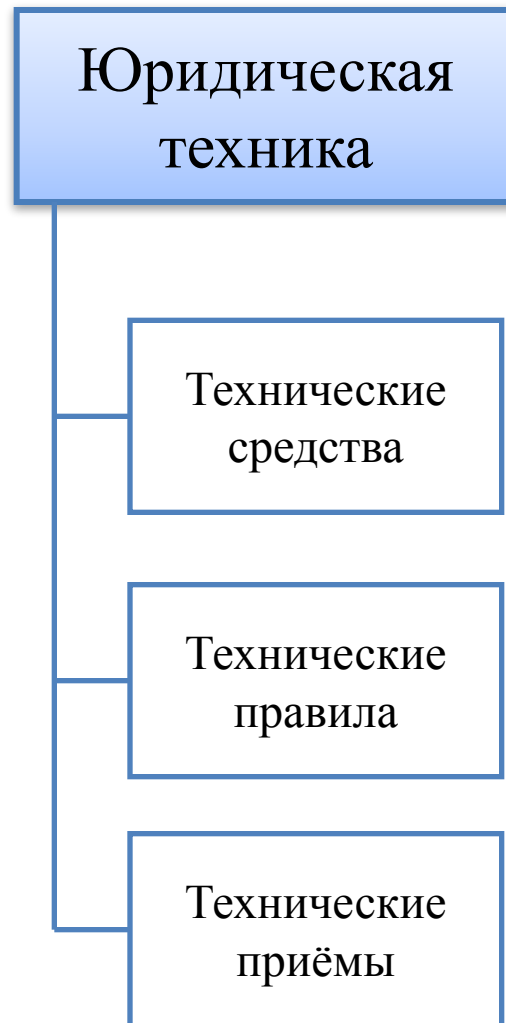 Юридическая
техника
Технические
средства
Технические
правила
Технические
приёмы